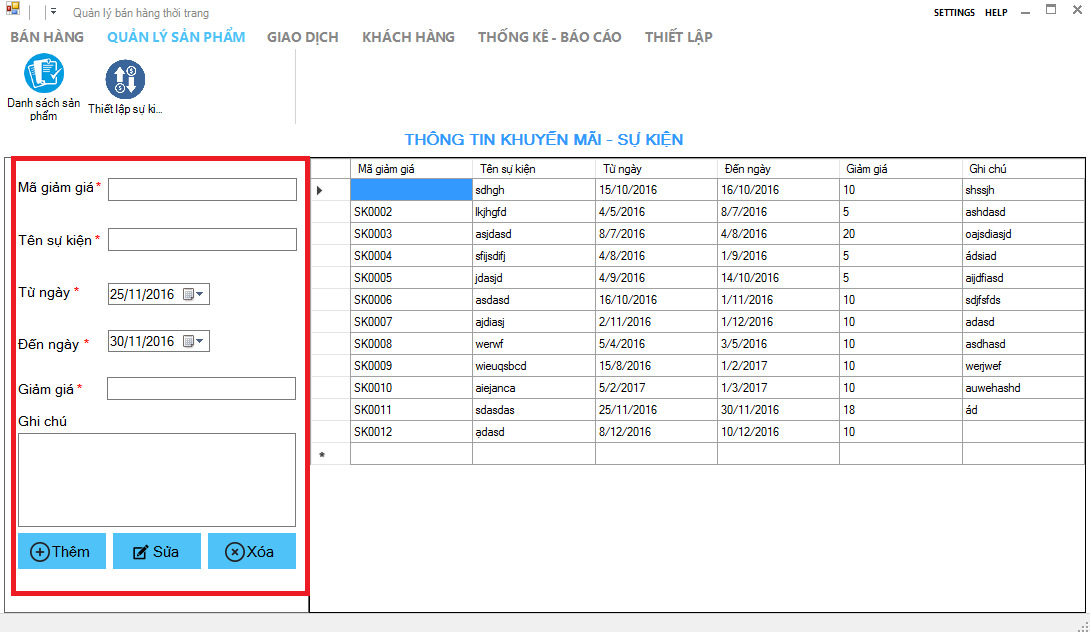 Quản lý bán hàng thời trang
SETTINGS HELP
BÁN HÀNG QUẢN LÝ SẢN PHẨM GIAO DỊCH KHÁCH HÀNG THỐNG KÊ - BÁO CÁO THIẾT LẬP
Danh sách sản phẩm
Thiết lập sự ki...
THÔNG TIN KHUYẾN MÃI - SỰ KIỆN
Mã giảm giá *
Tên sự kiện *
Từ ngày * 25/11/2016
Đến ngày * 30/11/2016
Giảm giá *
Ghi chú
Thêm Sửa Xóa
Mã giảm giá Tên sự kiện Từ ngày Đến ngày Giảm giá Ghi chú
sdhgh 15/10/2016 16/10/2016 10 shssjh
SK0002 lkjhgfd 4/5/2016 8/7/2016 5 ashdasd
SK0003 asjdasd 8/7/2016 4/8/2016 20 oajsdiasjd
SK0004 sfijsdifj 4/8/2016 1/9/2016 5 ádsiad
SK0005 jdasjd 4/9/2016 14/10/2016 5 aijdfiasd
SK0006 asdasd 16/10/2016 1/11/2016 10 sdjfsfds
SK0007 ajdiasj 2/11/2016 1/12/2016 10 adasd
SK0008 werwf 5/4/2016 3/5/2016 10 asdhasd
SK0009 wieuqsbcd 15/8/2016 1/2/2017 10 werjwef
SK0010 aiejanca 5/2/2017 1/3/2017 10 auwehashd
SK0011 sdasdas 25/11/2016 30/11/2016 18 ád
SK0012 ạdasd 8/12/2016 10/12/2016 10
*